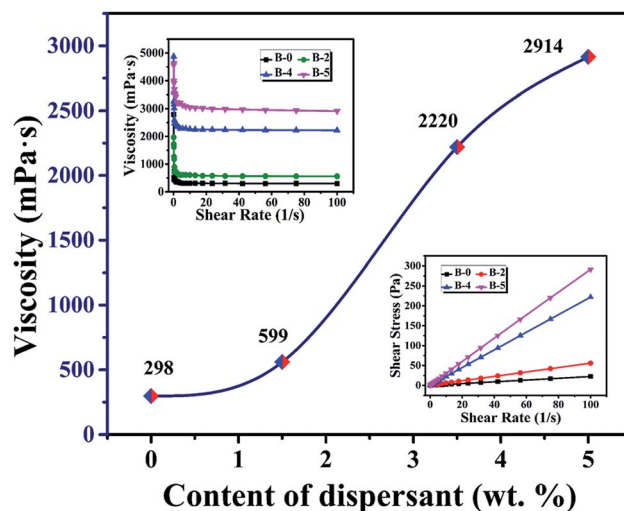 3000
2500
2000
1500
1000
500
0
Viscosity (mPa·s)
0 1 2 3 4 5
Content of dispersant (wt. %)
298
599
2220
2914
5000
4000
3000
2000
1000
0
Viscosity (mPa·s)
B-0 B-2
B-4 B-5
0 20 40 60 80 100
Shear Rate (1/s)
300
250
200
150
100
50
0
Shear Stress (Pa)
B-0 B-2
B-4 B-5
0 20 40 60 80 100
Shear Rate (1/s)